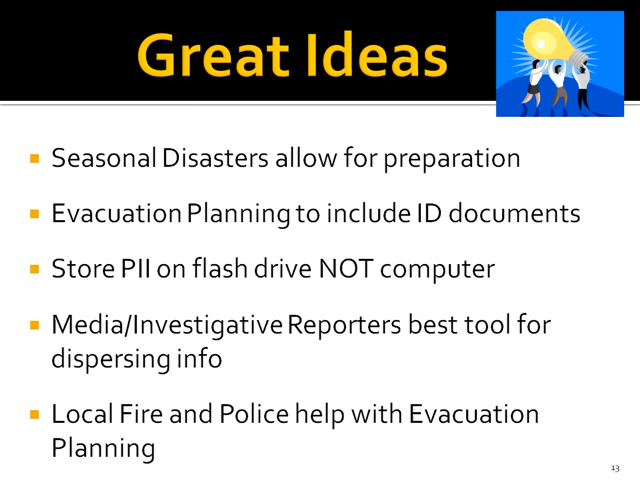 Great Ideas
Seasonal Disasters allow for preparation
Evacuation Planning to include ID documents
Store PII on flash drive NOT computer
Media/Investigative Reporters best tool for
dispersing info
Local Fire and Police help with Evacuation
Planning
13